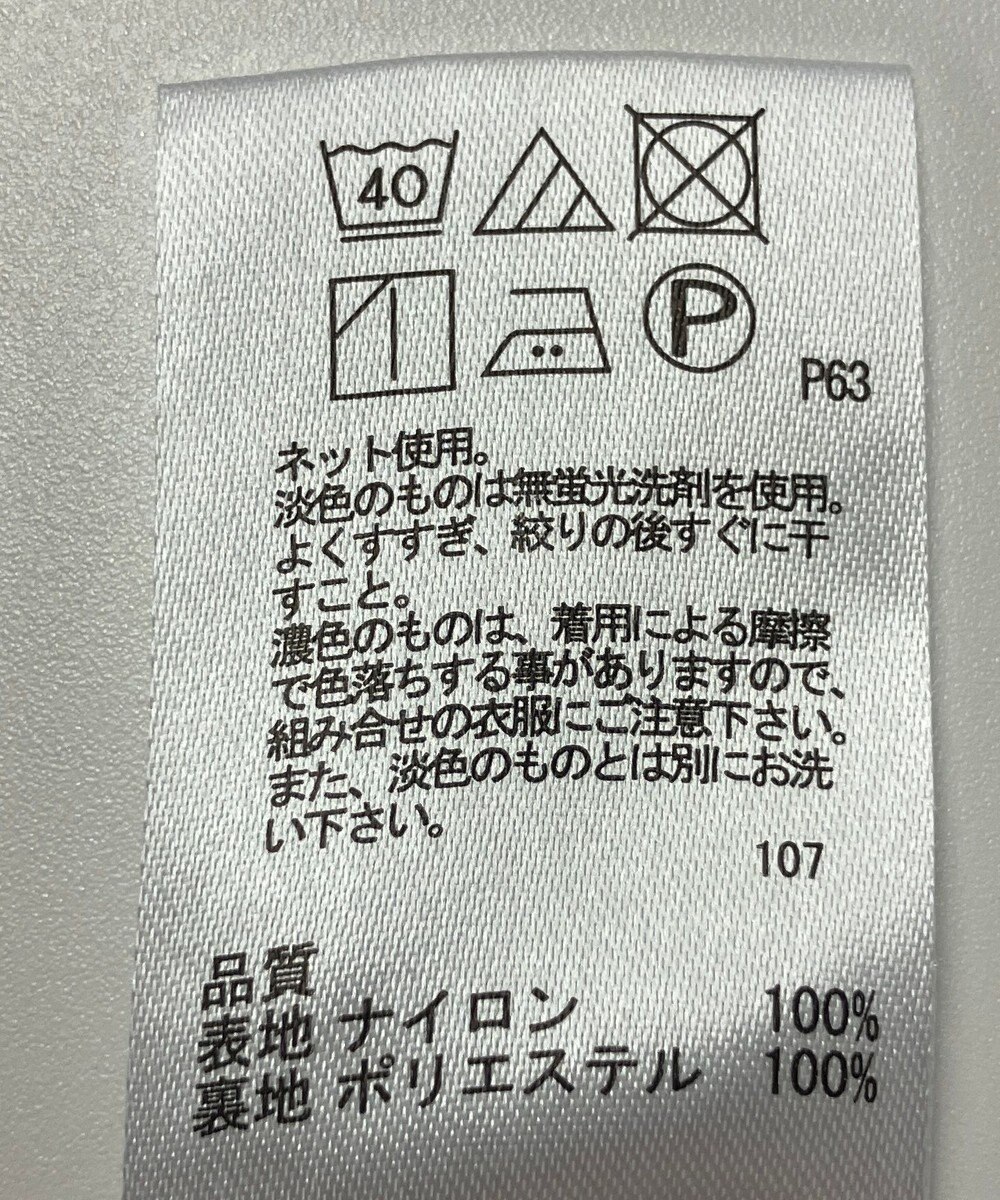 40
P
P63
ネット使用。
淡色のものは無蛍光洗剤を使用。
よくすすぎ、絞りの後すぐに干
すこと。
濃色のものは、着用による摩擦
で色落ちする事がありますので、
組み合せの衣服にご注意下さい。
また、淡色のものとは別にお洗
い下さい。
107
品質
表地 ナイロン 100%
裏地 ポリエステル 100%